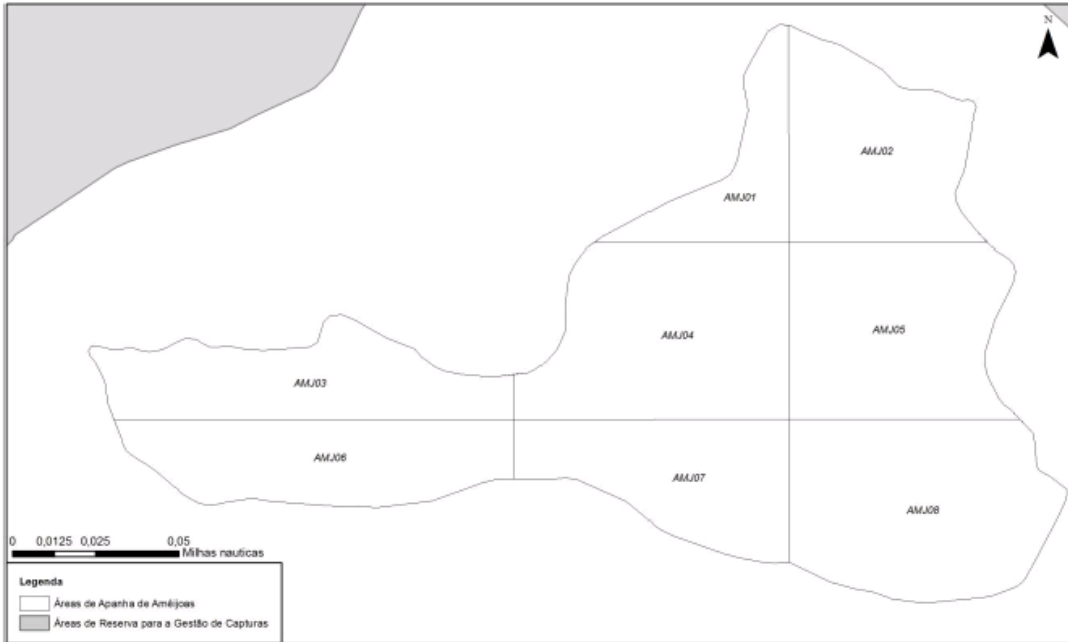 N
AMJ02
AMJ01
AMJ04
AMJ05
AMJ03
AMJ06
AMJ07
AMJ08
0 0,0125 0,025 0,05
Milhas nauticas
Legenda
Áreas de Apanha de Amêijoas
Áreas de Reserva para a Gestão de Capturas